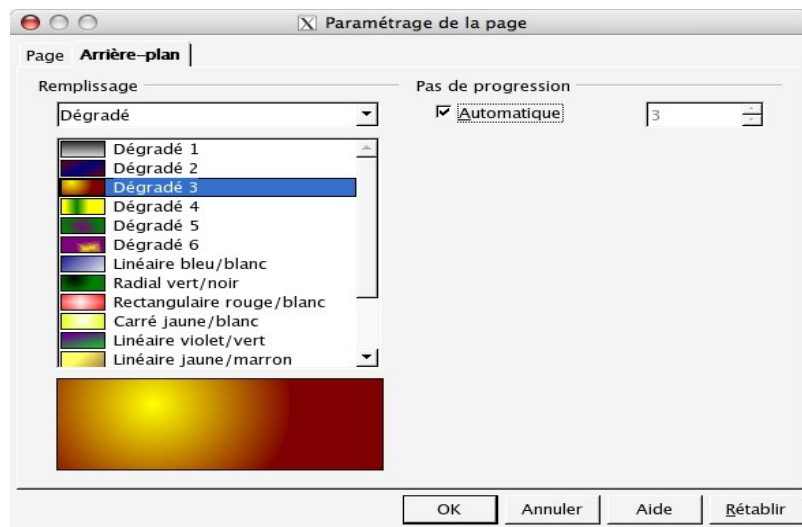 Paramétrage de la page
Page Arrière-plan
Remplissage
Dégradé
Dégradé 1
Dégradé 2
Dégradé 3
Dégradé 4
Dégradé 5
Dégradé 6
Linéaire bleu/blanc
Radial vert/noir
Rectangulaire rouge/blanc
Carré jaune/blanc
Linéaire violet/vert
Linéaire jaune/marron
Pas de progression
Automatique 3
OK Annuler Aide Rétablir